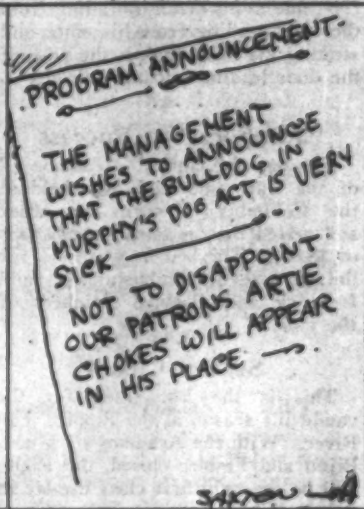 PROGRAM ANNOUNCEMENT-
THE MANAGEMENT
WISHES TO ANNOUNCE
THAT THE BULLDOG IN
MURPHY'S DOG ACT IS VERY
SICK —
NOT TO DISAPPOINT
OUR PATRONS ARTIE
CHOKES WILL APPEAR
IN HIS PLACE —.
SAXTON